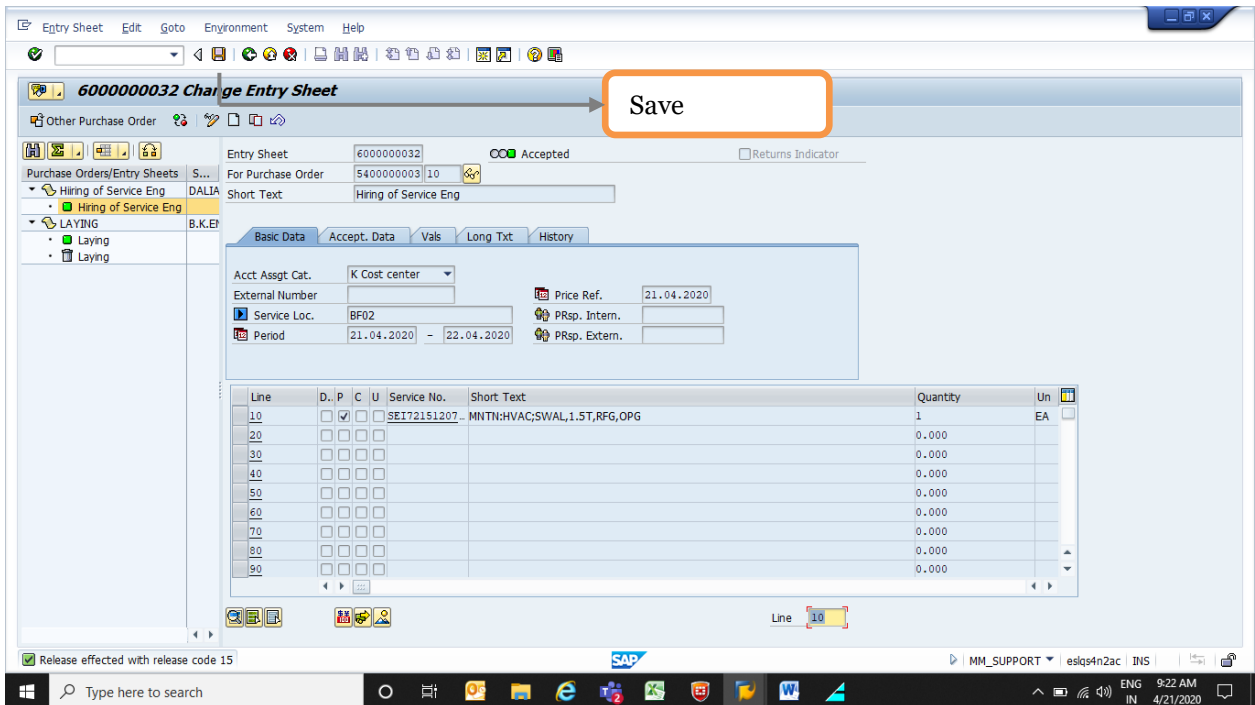 Entry Sheet Edit Goto Environment System Help
6000000032 Change Entry Sheet
Save
Other Purchase Order
Entry Sheet 6000000032 Accepted Returns Indicator
Purchase Orders/Entry Sheets S... For Purchase Order 5400000003 10
Hiring of Service Eng DALIA Short Text Hiring of Service Eng
Hiring of Service Eng
LAYING B.K.EN
Laying
Laying
Basic Data Accept. Data Vals Long Txt History
Acct Assgt Cat. K Cost center
External Number Price Ref. 21.04.2020
Service Loc. BF02 PRsp. Intern.
Period 21.04.2020 - 22.04.2020 PRsp. Extern.
Line D.. P C U Service No. Short Text Quantity Un
10 SEI72151207... MNTN:HVAC;SWAL,1.5T,RFG,OPG 1 EA
20 0.000
30 0.000
40 0.000
50 0.000
60 0.000
70 0.000
80 0.000
90 0.000
Line 10
Release effected with release code 15 SAP MM_SUPPORT eslqs4n2ac INS
Type here to search ENG 9:22 AM
IN 4/21/2020